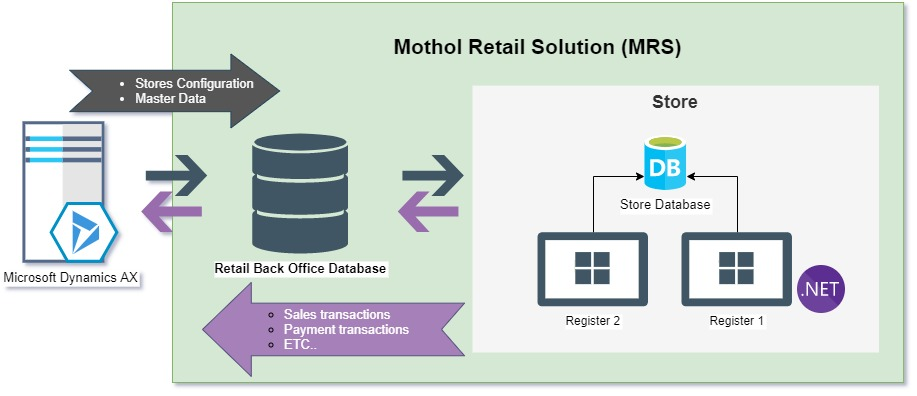 Mothol Retail Solution (MRS)
Stores Configuration
Master Data
Store
DB
Store Database
Microsoft Dynamics AX
Retail Back Office Database
.NET
Register 2
Register 1
Sales transactions
Payment transactions
ETC..